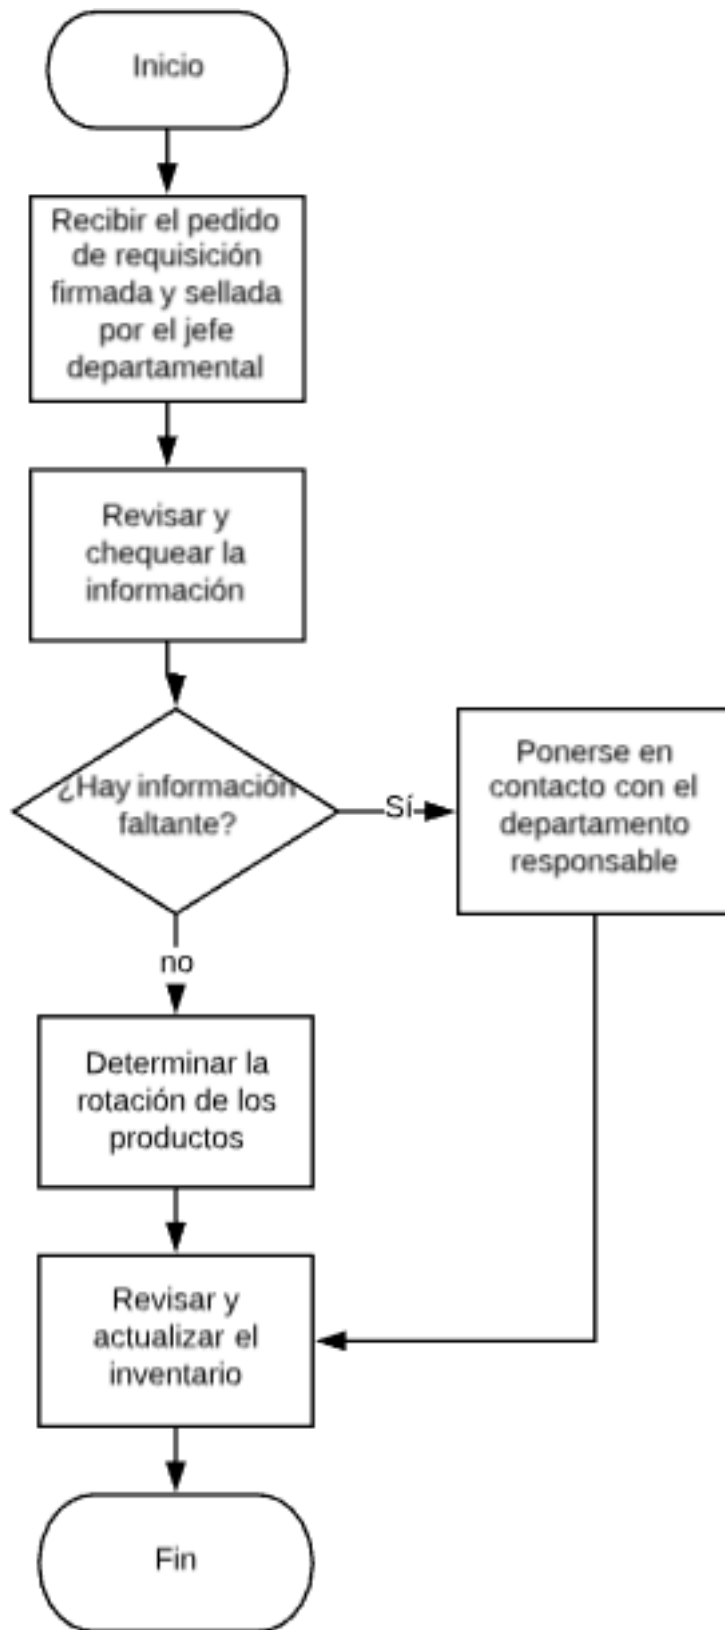 Inicio
Recibir el pedido
de requisición
firmada y sellada
por el jefe
departamental
Revisar y
chequear la
información
¿Hay información
faltante?
Sí
Ponerse en
contacto con el
departamento
responsable
no
Determinar la
rotación de los
productos
Revisar y
actualizar el
inventario
Fin